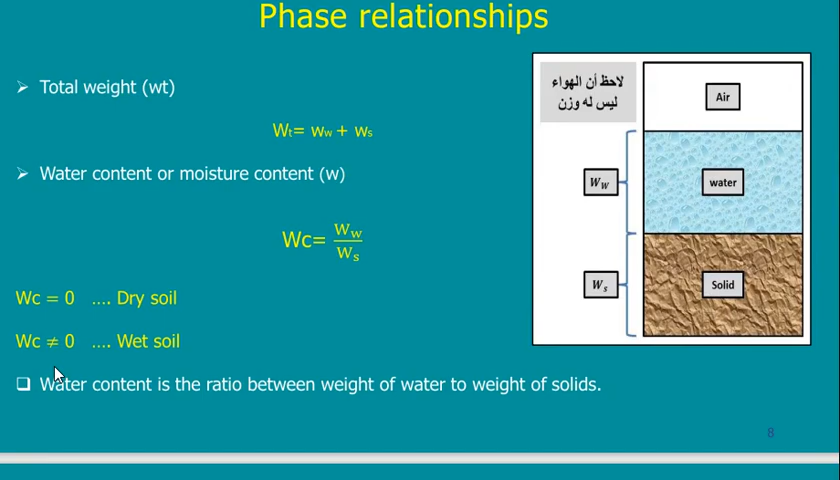 Phase relationships
➢ Total weight (wt)
Wt= ww + ws
➢ Water content or moisture content (w)
Wc= Ww/Ws
Wc = 0 .... Dry soil
Wc ≠ 0 .... Wet soil
❑ Water content is the ratio between weight of water to weight of solids.
لاحظ أن الهواء
ليس له وزن
Air
WW
water
Ws
Solid
8